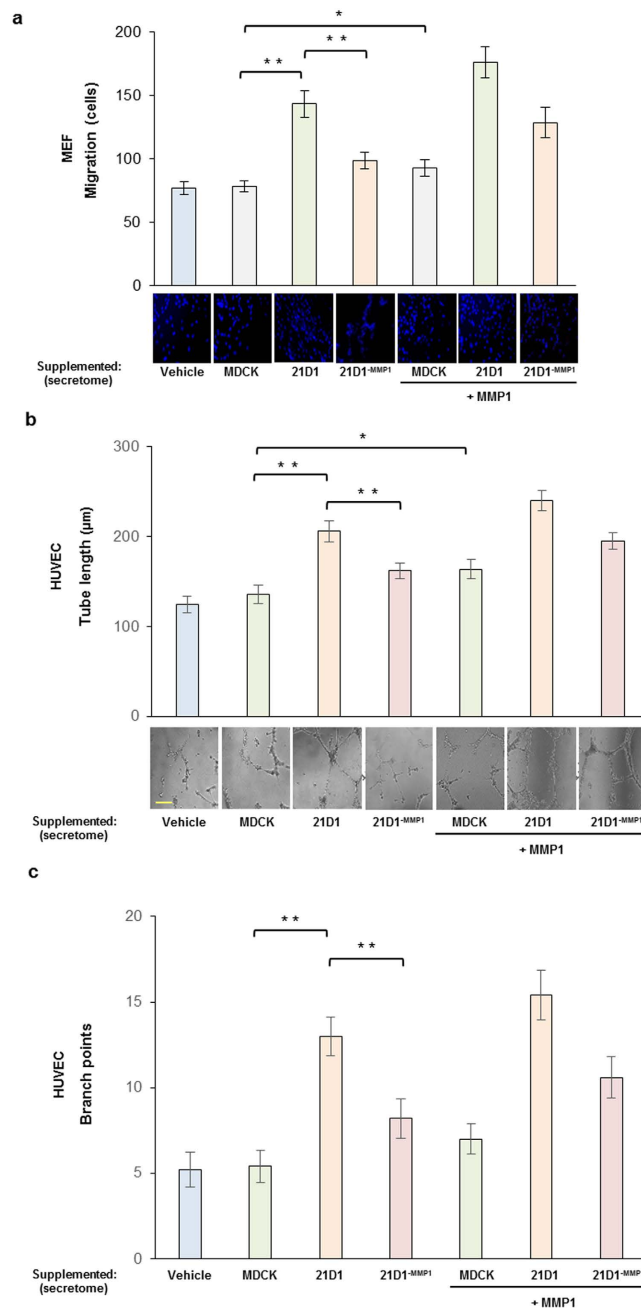 a
*
* *
* *
200
150
100
50
0
MEF
Migration (cells)
Supplemented:
(secretome)
Vehicle MDCK 21D1 21D1-MMP1 MDCK 21D1 21D1-MMP1
+ MMP1
b
*
* *
* *
300
200
100
0
HUVEC
Tube length (µm)
Supplemented:
(secretome)
Vehicle MDCK 21D1 21D1-MMP1 MDCK 21D1 21D1-MMP1
+ MMP1
c
* *
* *
20
15
10
5
0
HUVEC
Branch points
Supplemented:
(secretome)
Vehicle MDCK 21D1 21D1-MMP1 MDCK 21D1 21D1-MMP1
+ MMP1